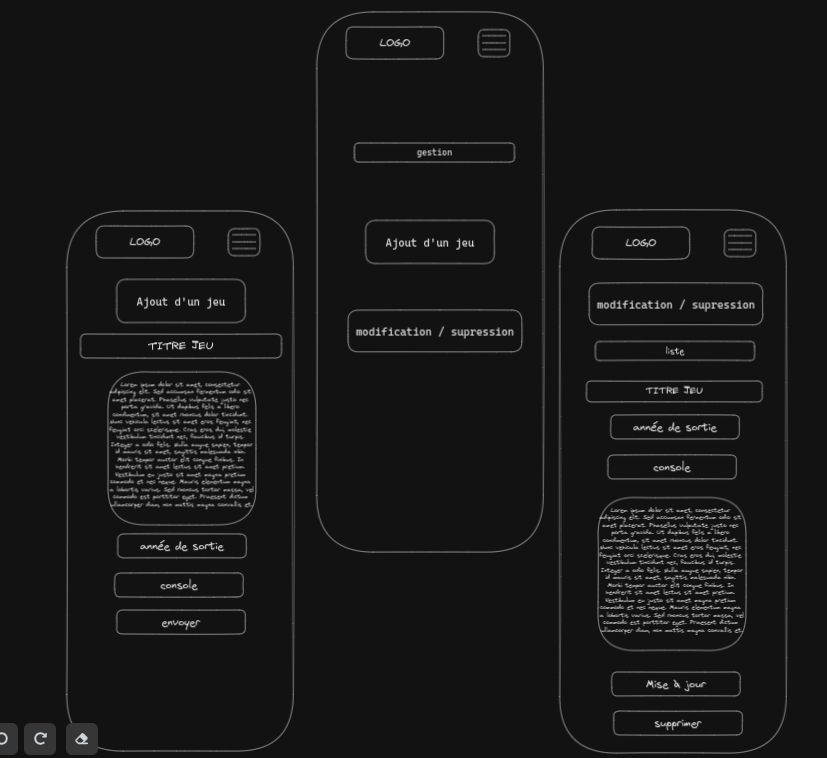 LOGO
gestion
Ajout d'un jeu
modification / supression
LOGO
Ajout d'un jeu
TITRE JEU
Lorem ipsum dolor sit amet, consectetur
adipiscing elit. Sed accumsan fermentum odio sit
amet placerat. Phasellus vulputate justo nec
porta gravida. Ut dapibus felis a libero
condimentum, sit amet rhoncus dolor tincidunt.
nunc vehicula lectus sit amet eros feugiat, nec
feugiat orci scelerisque. Cras eros dui, molestie
vestibulum tincidunt nec, faucibus id turpis.
Integer a odio felis. Nulla augue sapien, tempor
id mauris sit amet, sagittis malesuada nibh.
Morbi tempor auctor elit congue finibus. In
hendrerit sit amet lectus sit amet pretium.
Vestibulum eu justo sit amet magna pretium
commodo et nec neque. Mauris elementum magna
a lobortis varius. Sed rhoncus tortor massa, vel
commodo est porttitor eget. Praesent dictum
ullamcorper diam, non mattis magna convallis et.
année de sortie
console
envoyer
LOGO
modification / supression
liste
TITRE JEU
année de sortie
console
Lorem ipsum dolor sit amet, consectetur
adipiscing elit. Sed accumsan fermentum odio sit
amet placerat. Phasellus vulputate justo nec
porta gravida. Ut dapibus felis a libero
condimentum, sit amet rhoncus dolor tincidunt.
nunc vehicula lectus sit amet eros feugiat, nec
feugiat orci scelerisque. Cras eros dui, molestie
vestibulum tincidunt nec, faucibus id turpis.
Integer a odio felis. Nulla augue sapien, tempor
id mauris sit amet, sagittis malesuada nibh.
Morbi tempor auctor elit congue finibus. In
hendrerit sit amet lectus sit amet pretium.
Vestibulum eu justo sit amet magna pretium
commodo et nec neque. Mauris elementum magna
a lobortis varius. Sed rhoncus tortor massa, vel
commodo est porttitor eget. Praesent dictum
ullamcorper diam, non mattis magna convallis et.
Mise à jour
supprimer